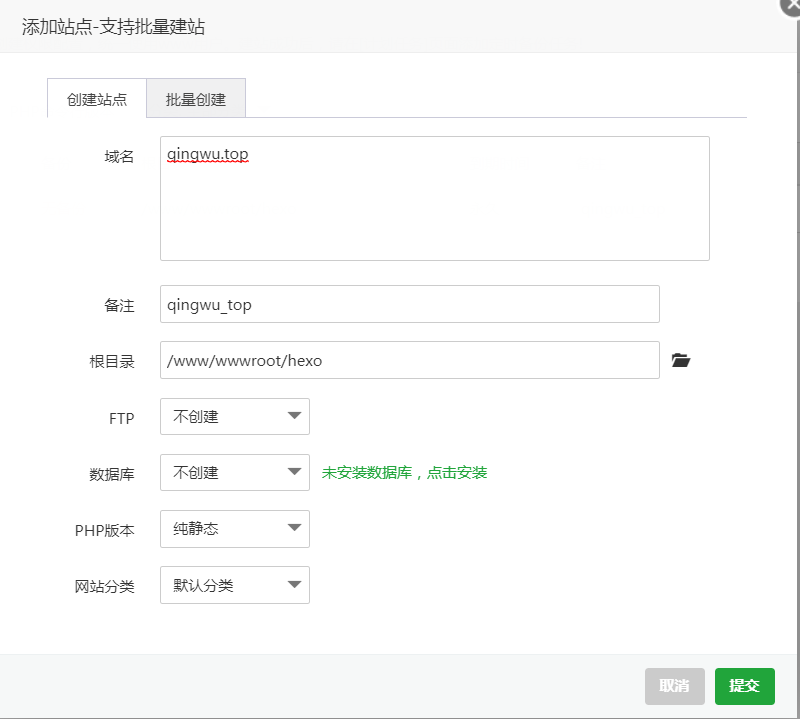 添加站点-支持批量建站
创建站点 批量创建
域名 qingwu.top
备注 qingwu_top
根目录 /www/wwwroot/hexo
FTP 不创建
数据库 不创建 未安装数据库，点击安装
PHP版本 纯静态
网站分类 默认分类
取消 提交